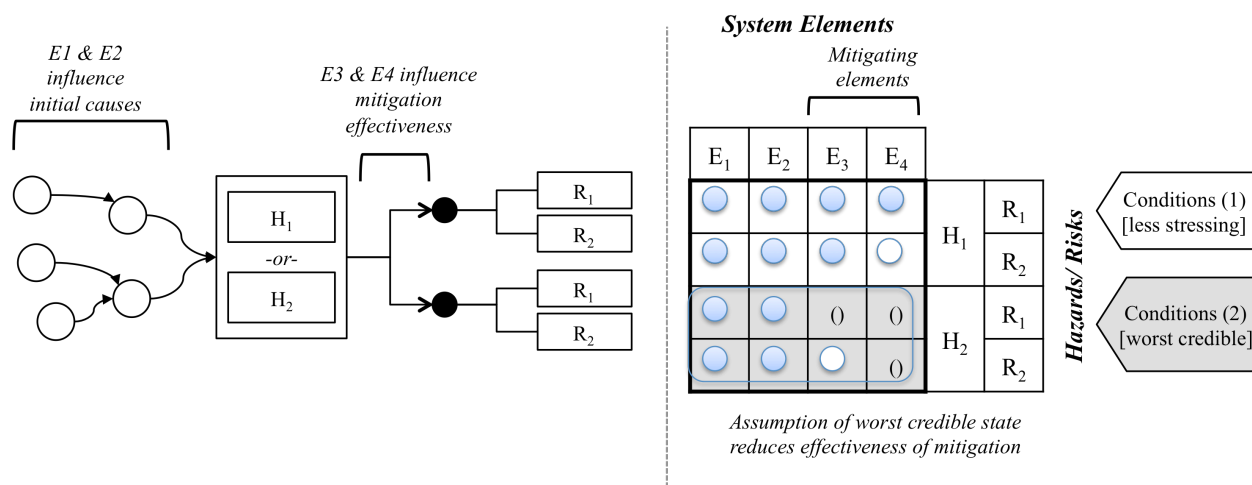 E1 & E2
influence
initial causes
E3 & E4 influence
mitigation
effectiveness
H1
-or-
H2
R1
R2
R1
R2
System Elements
Mitigating
elements
E1 E2 E3 E4
H1 R1
R2
() () H2 R1
() R2
Hazards/ Risks
Conditions (1)
[less stressing]
Conditions (2)
[worst credible]
Assumption of worst credible state
reduces effectiveness of mitigation